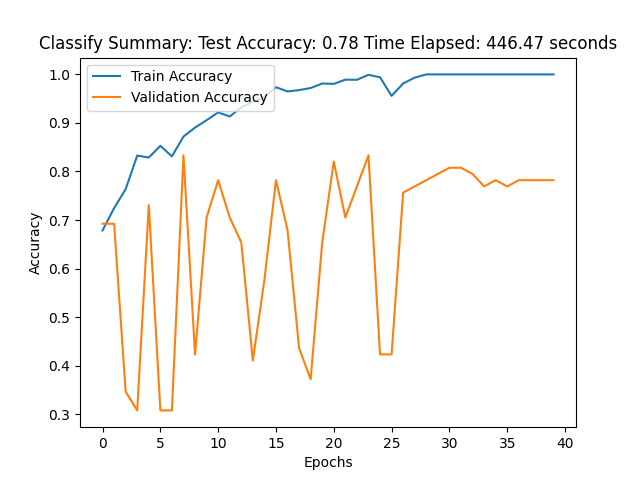 Classify Summary: Test Accuracy: 0.78 Time Elapsed: 446.47 seconds
Train Accuracy
Validation Accuracy
1.0
0.9
0.8
0.7
0.6
0.5
0.4
0.3
Accuracy
0 5 10 15 20 25 30 35 40
Epochs